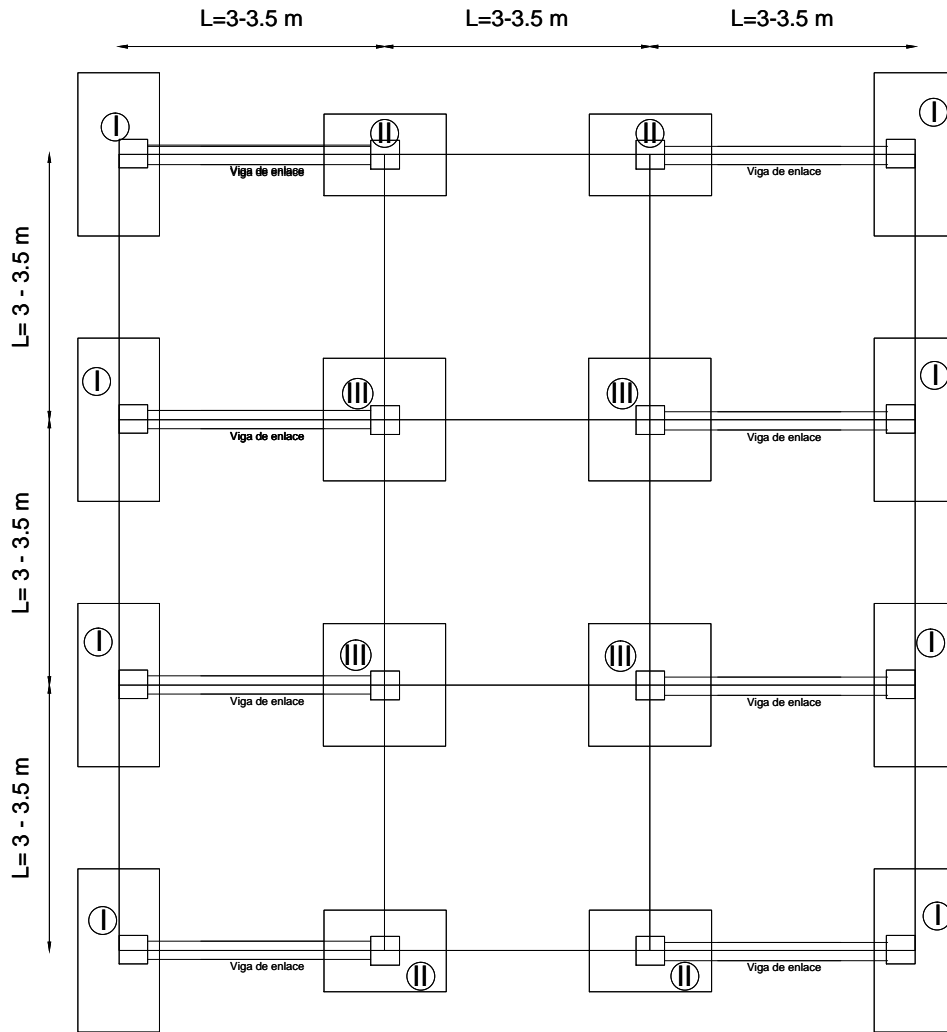 L=3-3.5 m
L=3-3.5 m
L=3-3.5 m
I
II
II
I
Viga de enlace
Viga de enlace
L= 3 - 3.5 m
I
III
III
I
Viga de enlace
Viga de enlace
L= 3 - 3.5 m
I
III
III
I
Viga de enlace
Viga de enlace
L= 3 - 3.5 m
I
II
II
I
Viga de enlace
Viga de enlace